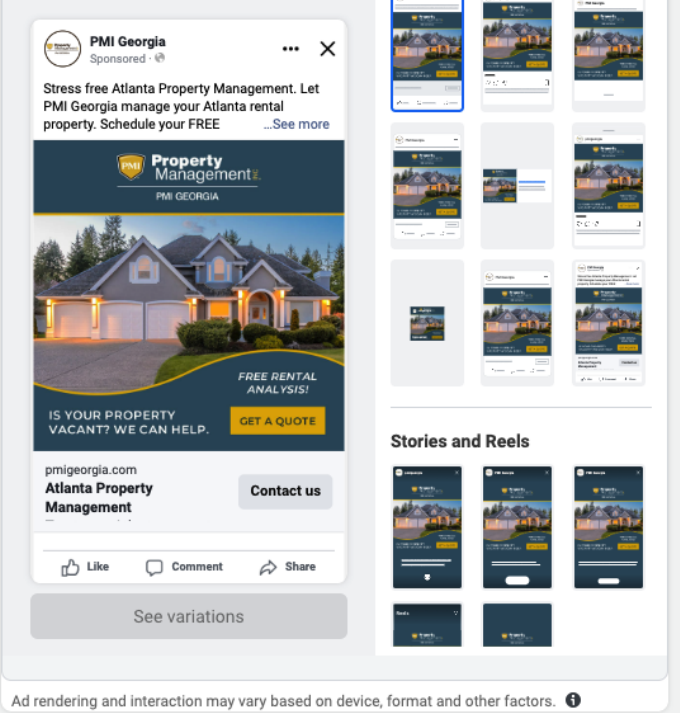 PMI Georgia
Sponsored ·
Stress free Atlanta Property Management. Let
PMI Georgia manage your Atlanta rental
property. Schedule your FREE ...See more
PMI Property
Management INC.
PMI GEORGIA
FREE RENTAL
ANALYSIS!
IS YOUR PROPERTY
VACANT? WE CAN HELP.
GET A QUOTE
pmigeorgia.com
Atlanta Property
Management
Contact us
Like Comment Share
See variations
Stories and Reels
Ad rendering and interaction may vary based on device, format and other factors.